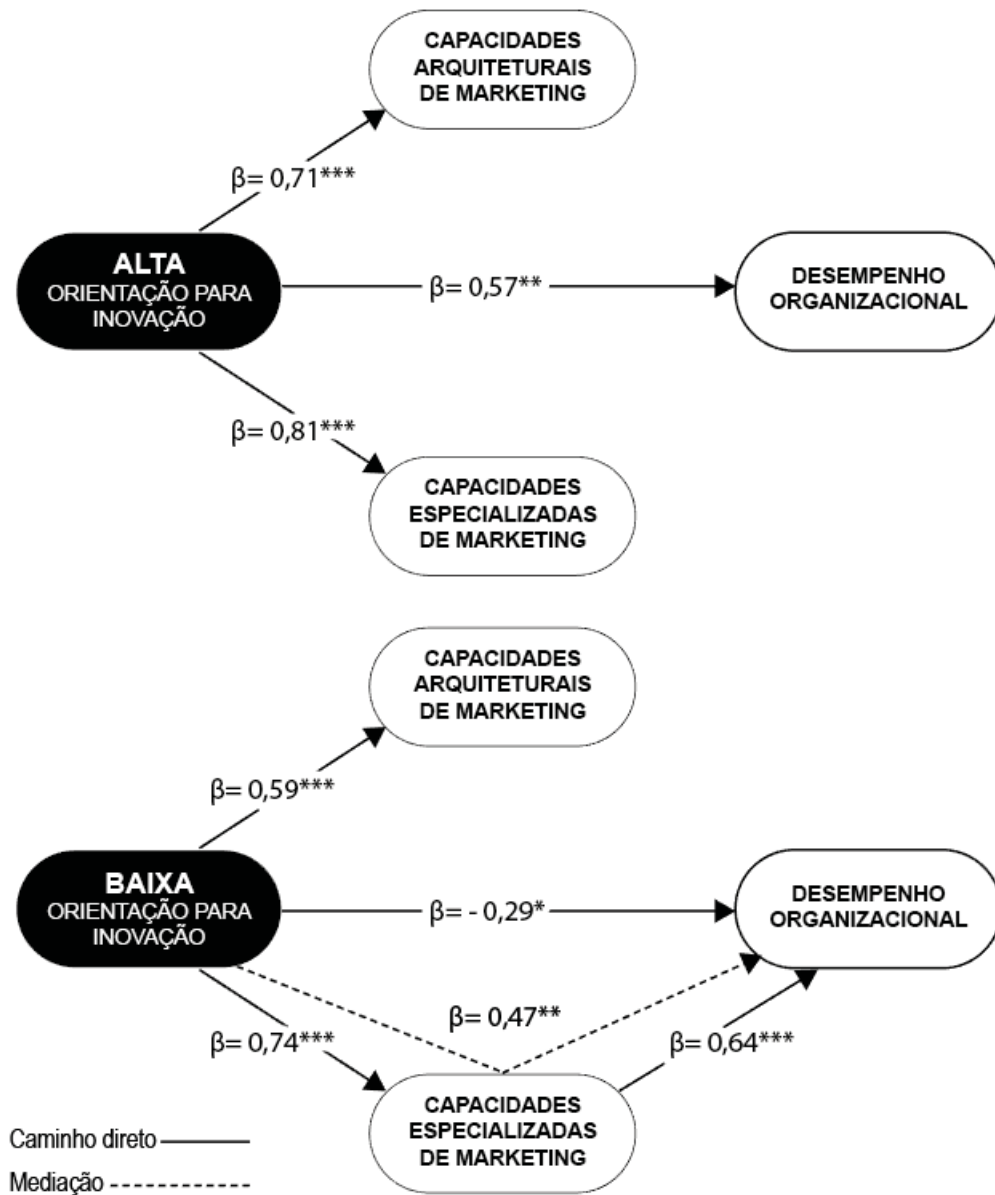 CAPACIDADES
ARQUITETURAIS
DE MARKETING
β= 0,71***
ALTA
ORIENTAÇÃO PARA
INOVAÇÃO
β= 0,57**
DESEMPENHO
ORGANIZACIONAL
β= 0,81***
CAPACIDADES
ESPECIALIZADAS
DE MARKETING
CAPACIDADES
ARQUITETURAIS
DE MARKETING
β= 0,59***
BAIXA
ORIENTAÇÃO PARA
INOVAÇÃO
β= - 0,29*
DESEMPENHO
ORGANIZACIONAL
β= 0,74***
β= 0,47**
β= 0,64***
CAPACIDADES
ESPECIALIZADAS
DE MARKETING
Caminho direto
Mediação